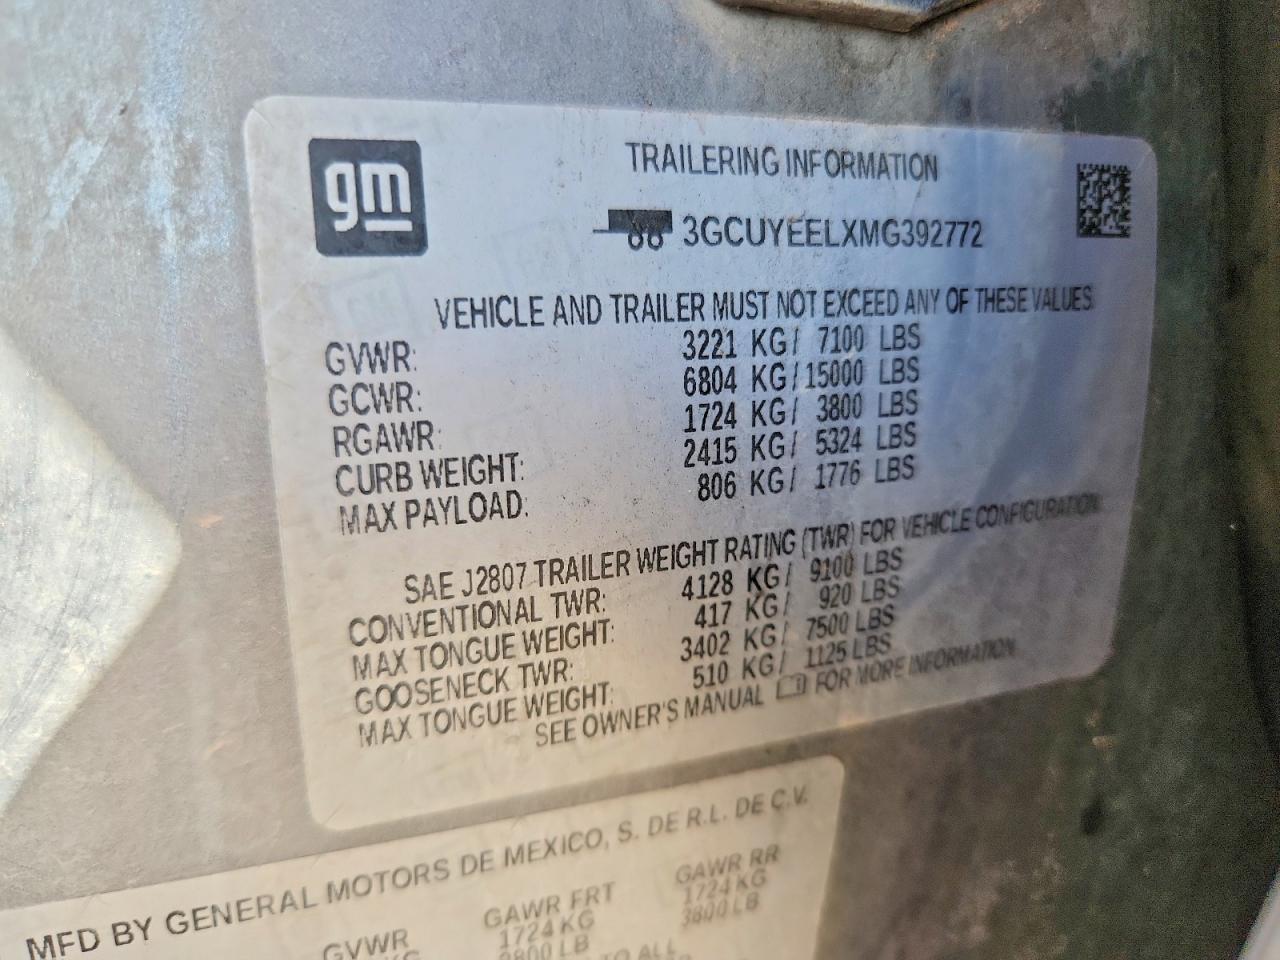 gm
TRAILERING INFORMATION
3GCUYEELXMG392772
VEHICLE AND TRAILER MUST NOT EXCEED ANY OF THESE VALUES
GVWR: 3221 KG/ 7100 LBS
GCWR: 6804 KG/ 15000 LBS
RGAWR: 1724 KG/ 3800 LBS
CURB WEIGHT: 2415 KG/ 5324 LBS
MAX PAYLOAD: 806 KG/ 1776 LBS
SAE J2807 TRAILER WEIGHT RATING (TWR) FOR VEHICLE CONFIGURATION
CONVENTIONAL TWR: 4128 KG/ 9100 LBS
MAX TONGUE WEIGHT: 417 KG/ 920 LBS
GOOSENECK TWR: 3402 KG/ 7500 LBS
MAX TONGUE WEIGHT: 510 KG/ 1125 LBS
SEE OWNER'S MANUAL FOR MORE INFORMATION
MFD BY GENERAL MOTORS DE MEXICO, S. DE R.L. DE C.V.
GVWR GAWR FRT GAWR RR
KG 1724 KG 1724 KG
3800 LB 3800 LB
TO ALL